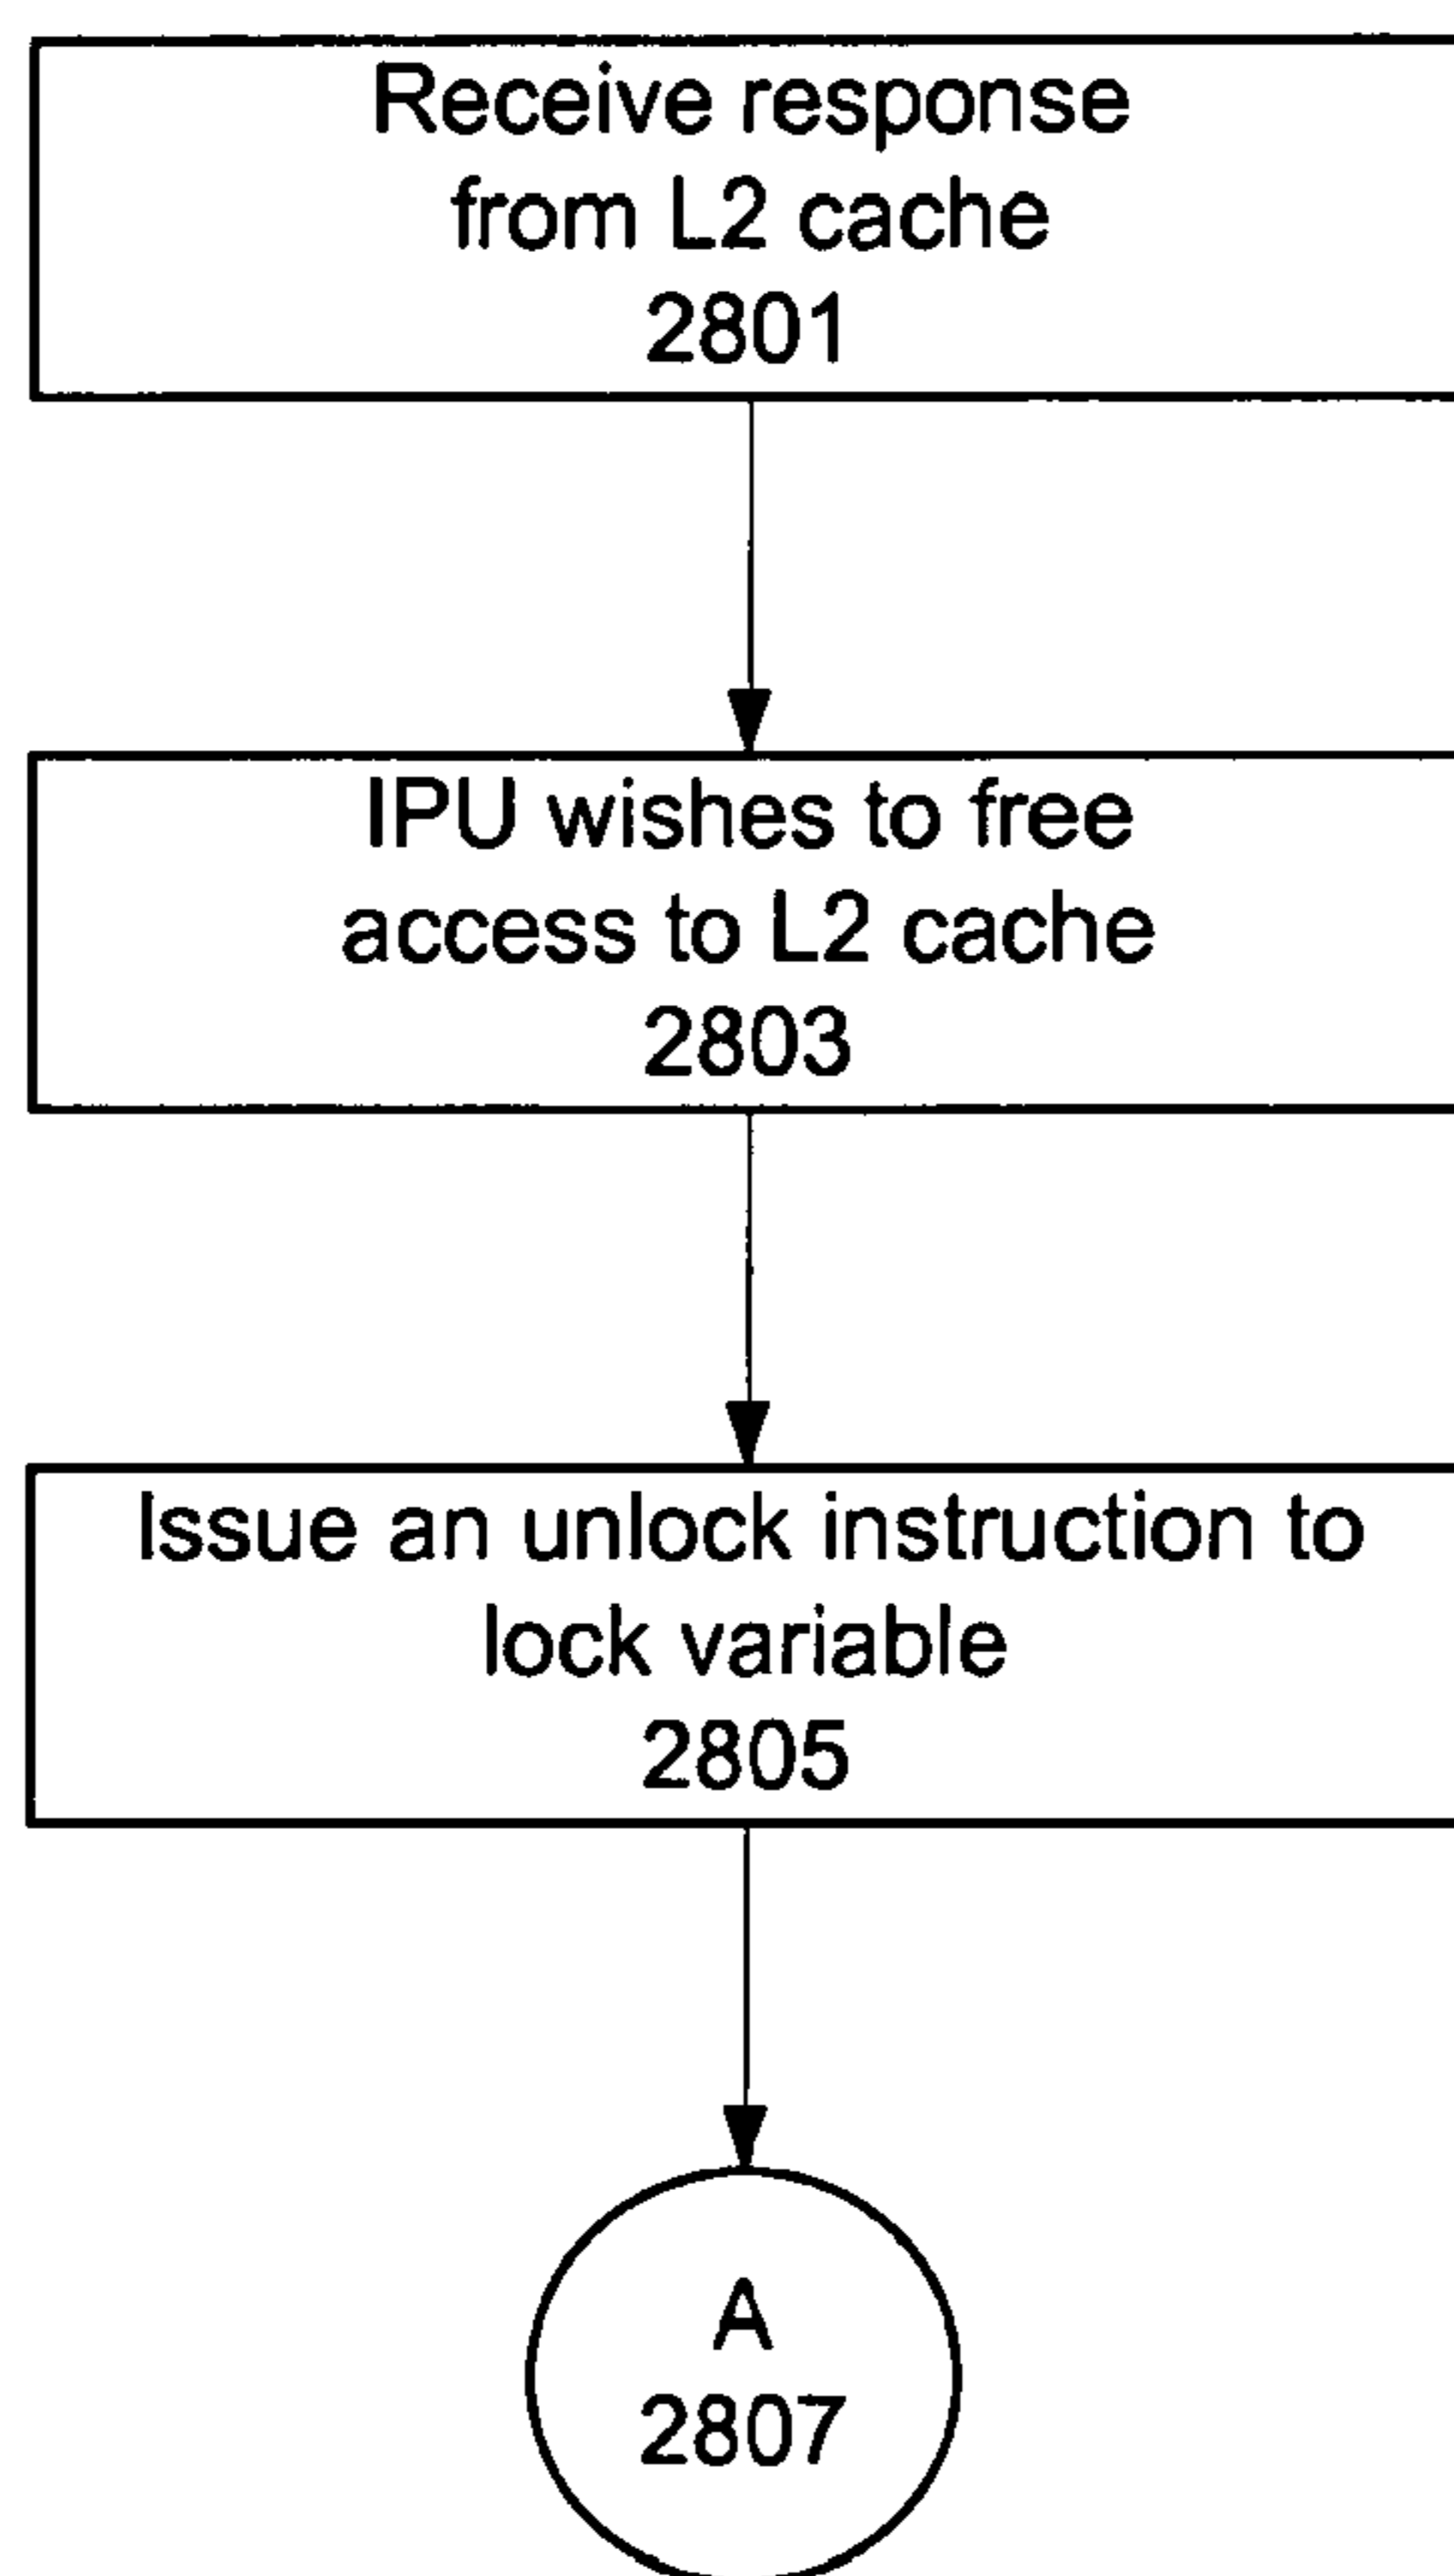 Receive response
from L2 cache
2801
IPU wishes to free
access to L2 cache
2803
Issue an unlock instruction to
lock variable
2805
A
2807